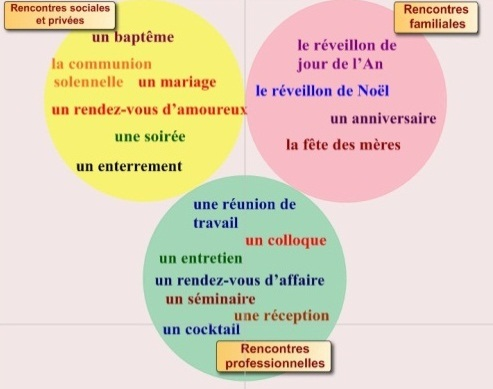 Rencontres sociales
et privées
un baptême
la communion
solennelle un mariage
un rendez-vous d'amoureux
une soirée
un enterrement
Rencontres
familiales
le réveillon de
jour de l'An
le réveillon de Noël
un anniversaire
la fête des mères
une réunion de
travail
un colloque
un entretien
un rendez-vous d'affaire
un séminaire
une réception
un cocktail
Rencontres
professionnelles